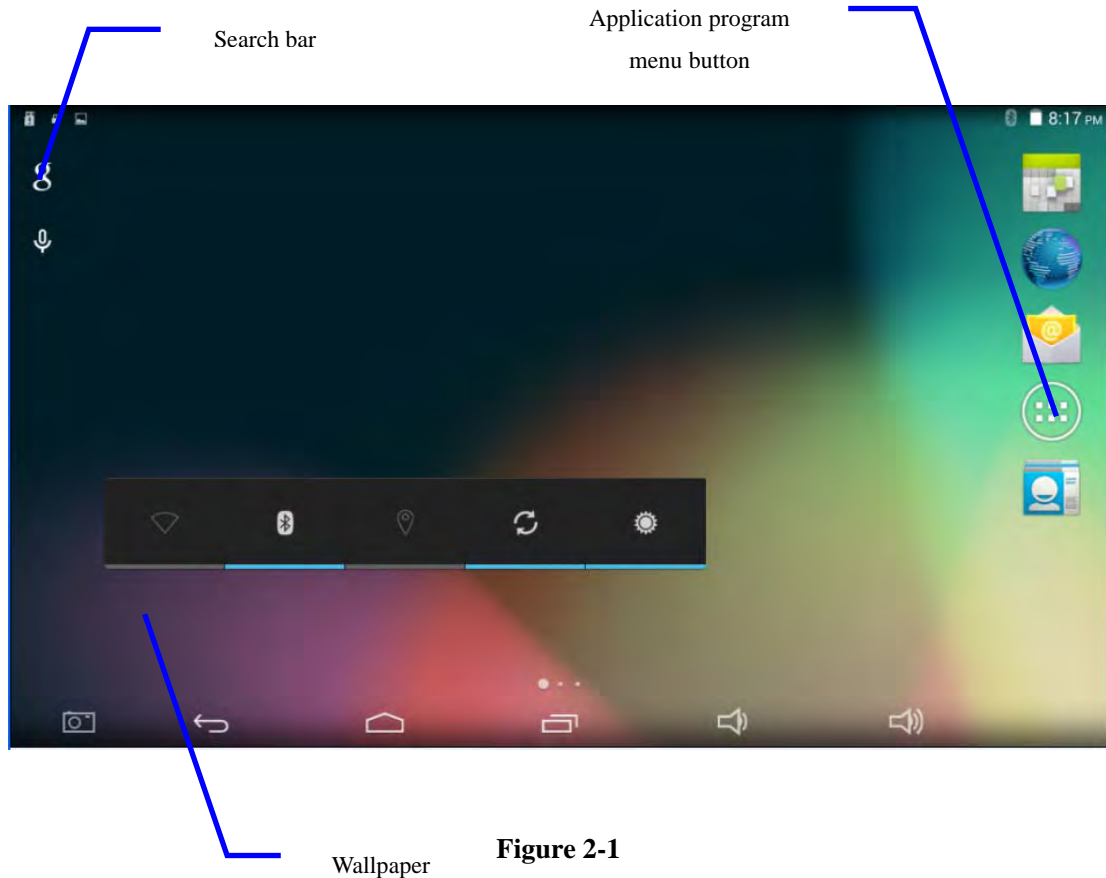 Application program
Search bar
menu button
8:17 PM
g
@
Wallpaper
Figure 2-1